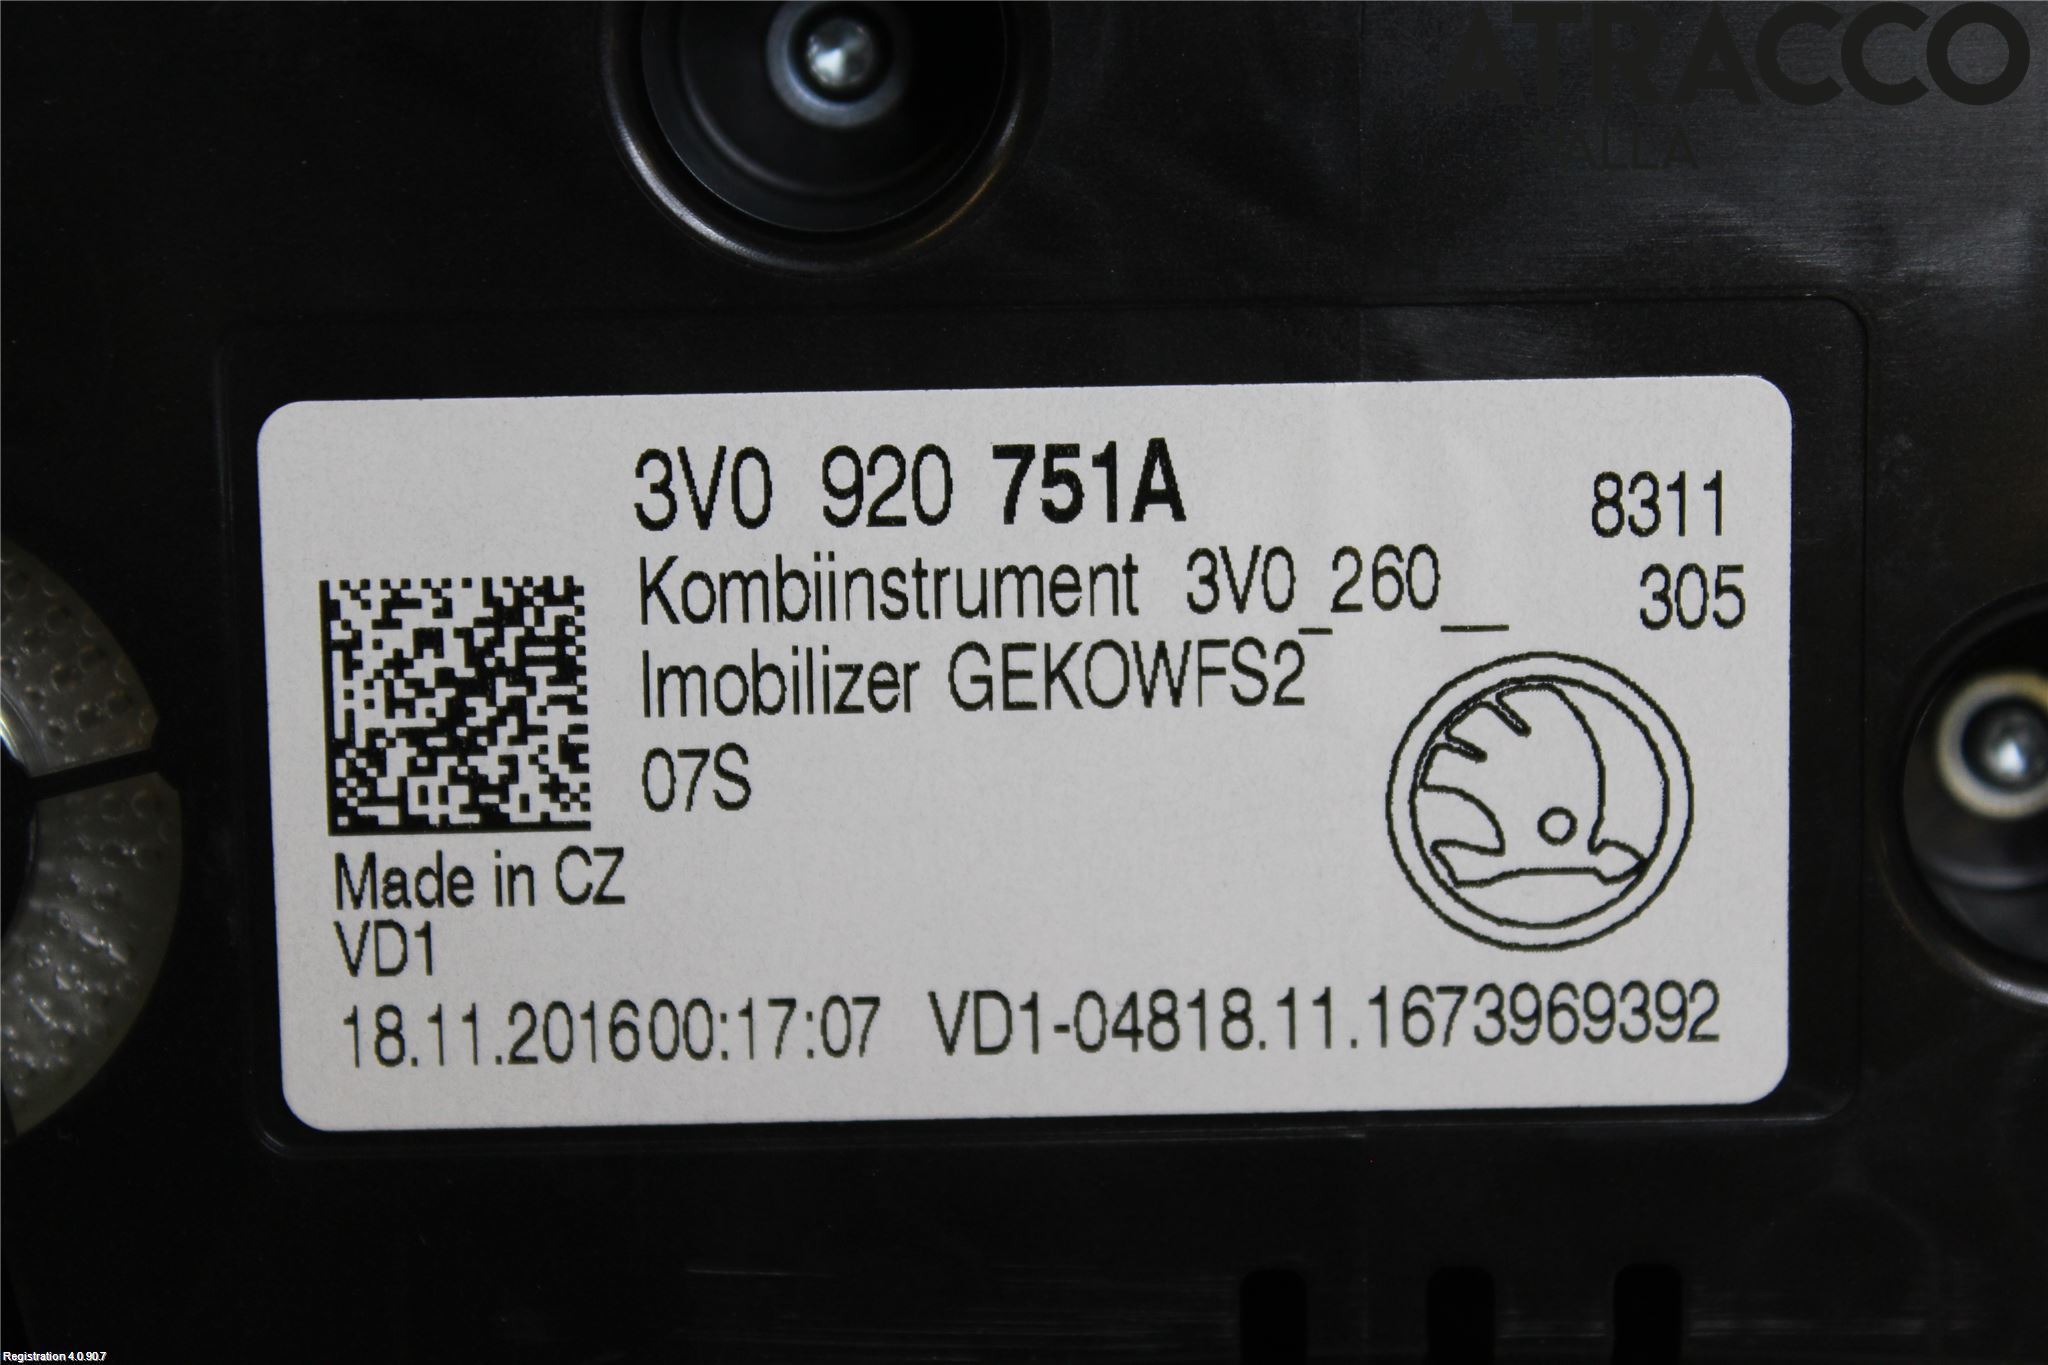 ATRACCO
3V0 920 751A
8311
Kombiinstrument 3V0_260__
305
Imobilizer GEKOWFS2
07S
Made in CZ
VD1
18.11.201600:17:07 VD1-04818.11.1673969392
Registration 4.0.90.7